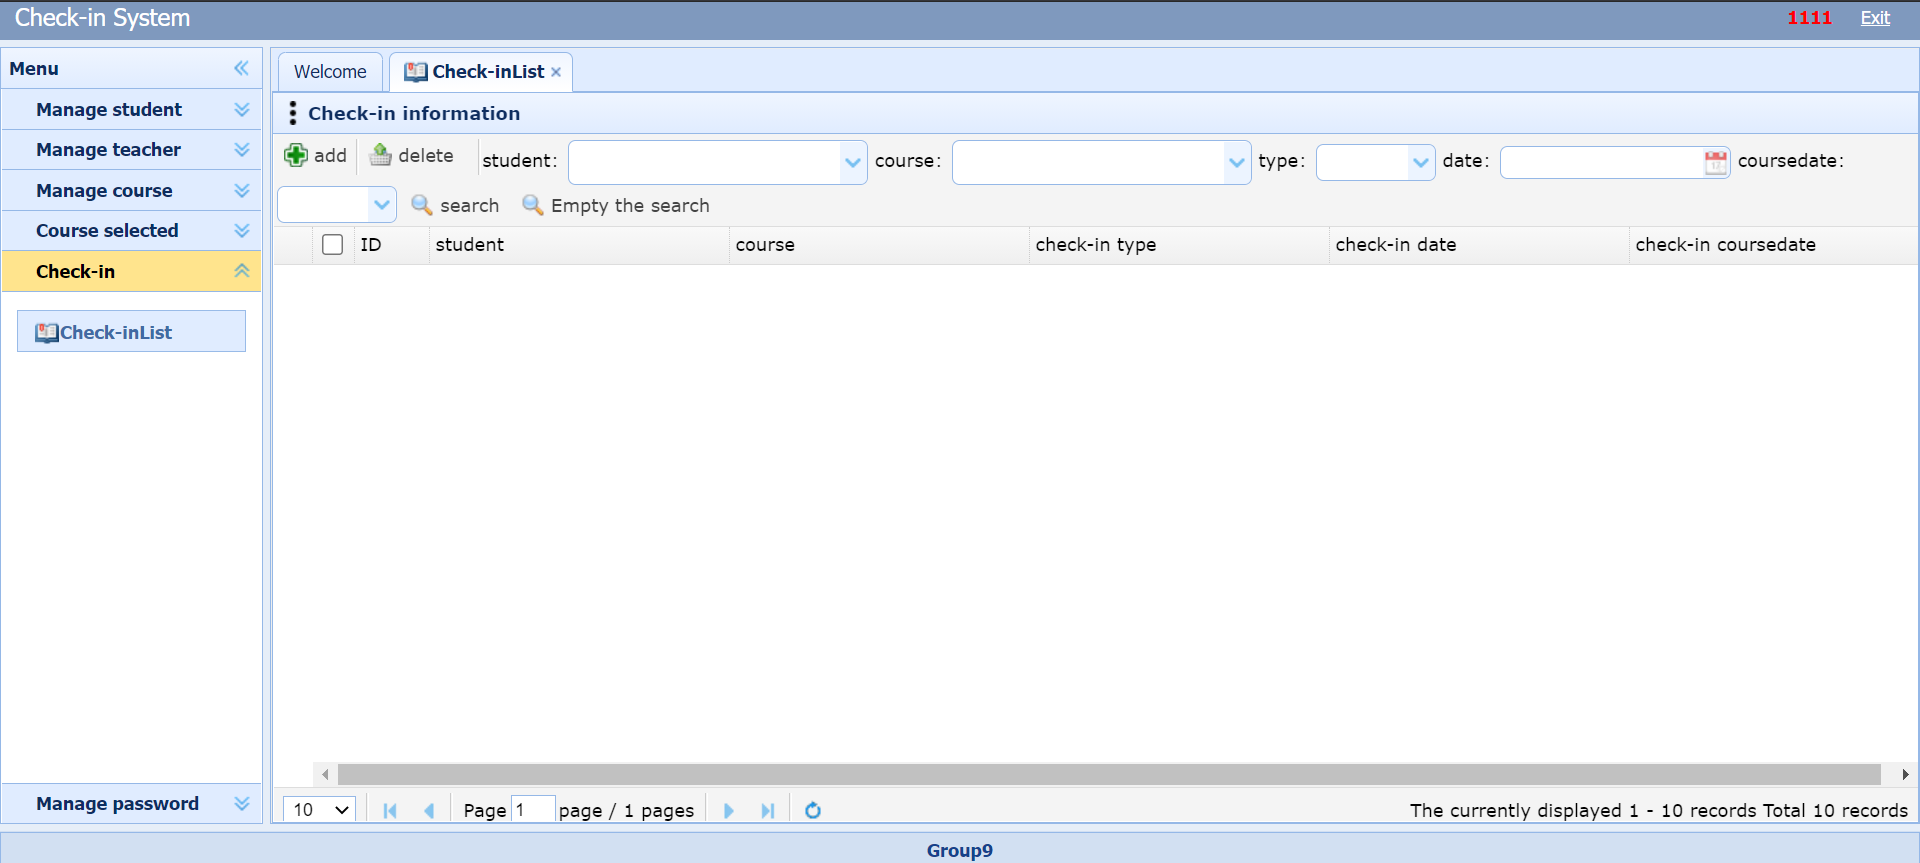 Check-in System
1111 Exit
Menu
Manage student
Manage teacher
Manage course
Course selected
Check-in
Check-inList
Manage password
Welcome Check-inList
Check-in information
add delete student: course: type: date: coursedate:
search Empty the search
ID student course check-in type check-in date check-in coursedate
10 Page 1 page / 1 pages The currently displayed 1 - 10 records Total 10 records
Group9